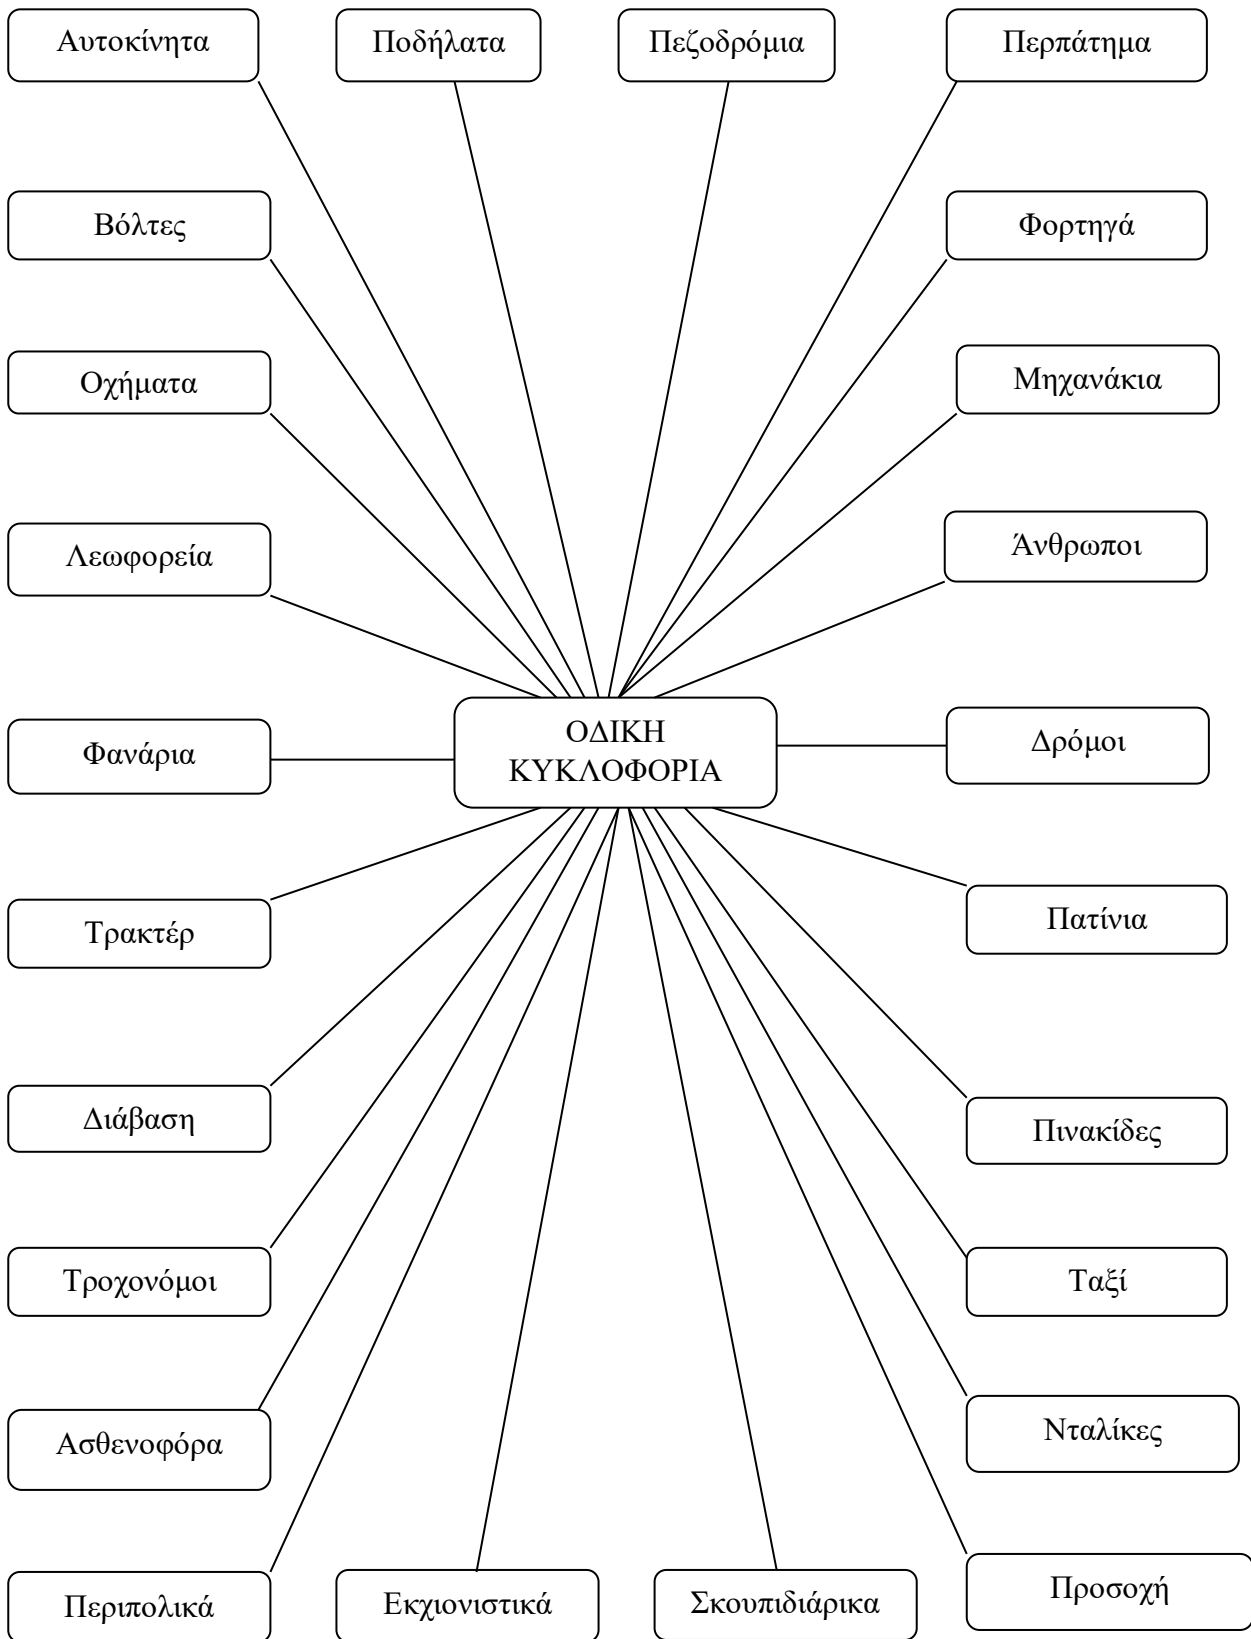 Αυτοκίνητα
Ποδήλατα
Πεζοδρόμια
Περπάτημα
Βόλτες
Φορτηγά
Οχήματα
Μηχανάκια
Λεωφορεία
Άνθρωποι
ΟΔΙΚΗ
ΚΥΚΛΟΦΟΡΙΑ
Φανάρια
Δρόμοι
Τρακτέρ
Πατίνια
Διάβαση
Πινακίδες
Τροχονόμοι
Ταξί
Ασθενοφόρα
Νταλίκες
Περιπολικά
Εκχιονιστικά
Σκουπιδιάρικα
Προσοχή